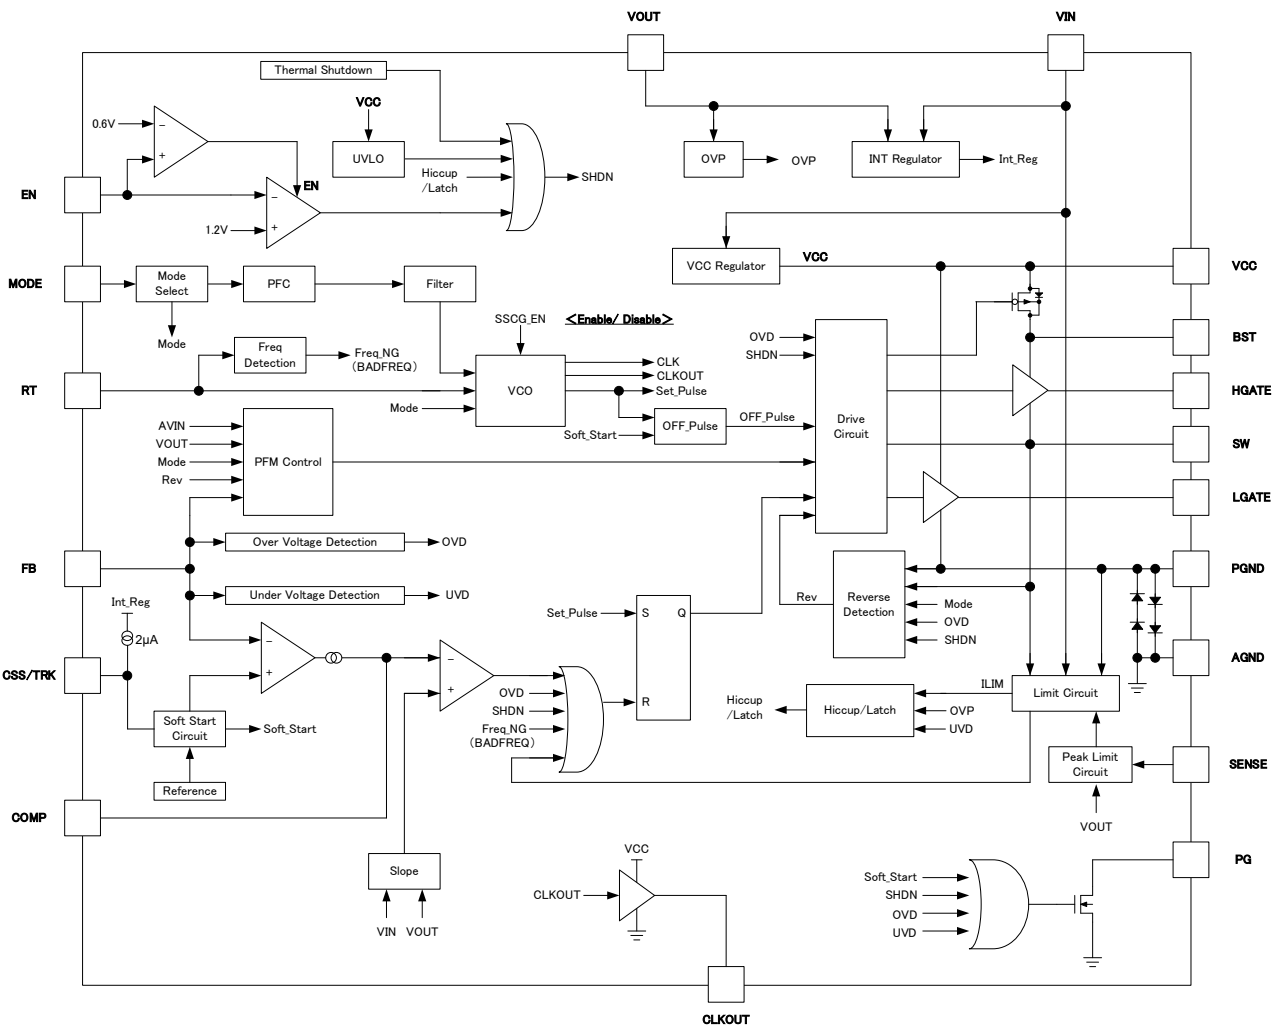 VOUT
VIN
Thermal Shutdown
VCC
0.6V
−
+
UVLO
OVP
OVP
INT Regulator
Int_Reg
Hiccup
/Latch
SHDN
EN
EN
−
1.2V
+
VCC Regulator
VCC
VCC
MODE
Mode
Select
PFC
Filter
Mode
SSCG_EN
<Enable/ Disable>
BST
Freq
Detection
Freq_NG
(BADFREQ)
OVD
SHDN
CLK
CLKOUT
Set_Pulse
VCO
RT
HGATE
Mode
AVIN
VOUT
Mode
Rev
PFM Control
Soft_Start
OFF_Pulse
OFF_Pulse
Drive
Circuit
SW
LGATE
Over Voltage Detection
OVD
FB
PGND
Under Voltage Detection
UVD
Rev
Reverse
Detection
Mode
OVD
SHDN
Int_Reg
2μA
Set_Pulse
S
Q
R
−
+
−
+
CSS/TRK
AGND
OVD
SHDN
Freq_NG
(BADFREQ)
Soft Start
Circuit
Soft_Start
Reference
Hiccup
/Latch
Hiccup/Latch
ILIM
OVP
UVD
Limit Circuit
Peak Limit
Circuit
SENSE
VOUT
COMP
Slope
VIN
VOUT
VCC
CLKOUT
Soft_Start
SHDN
OVD
UVD
PG
CLKOUT